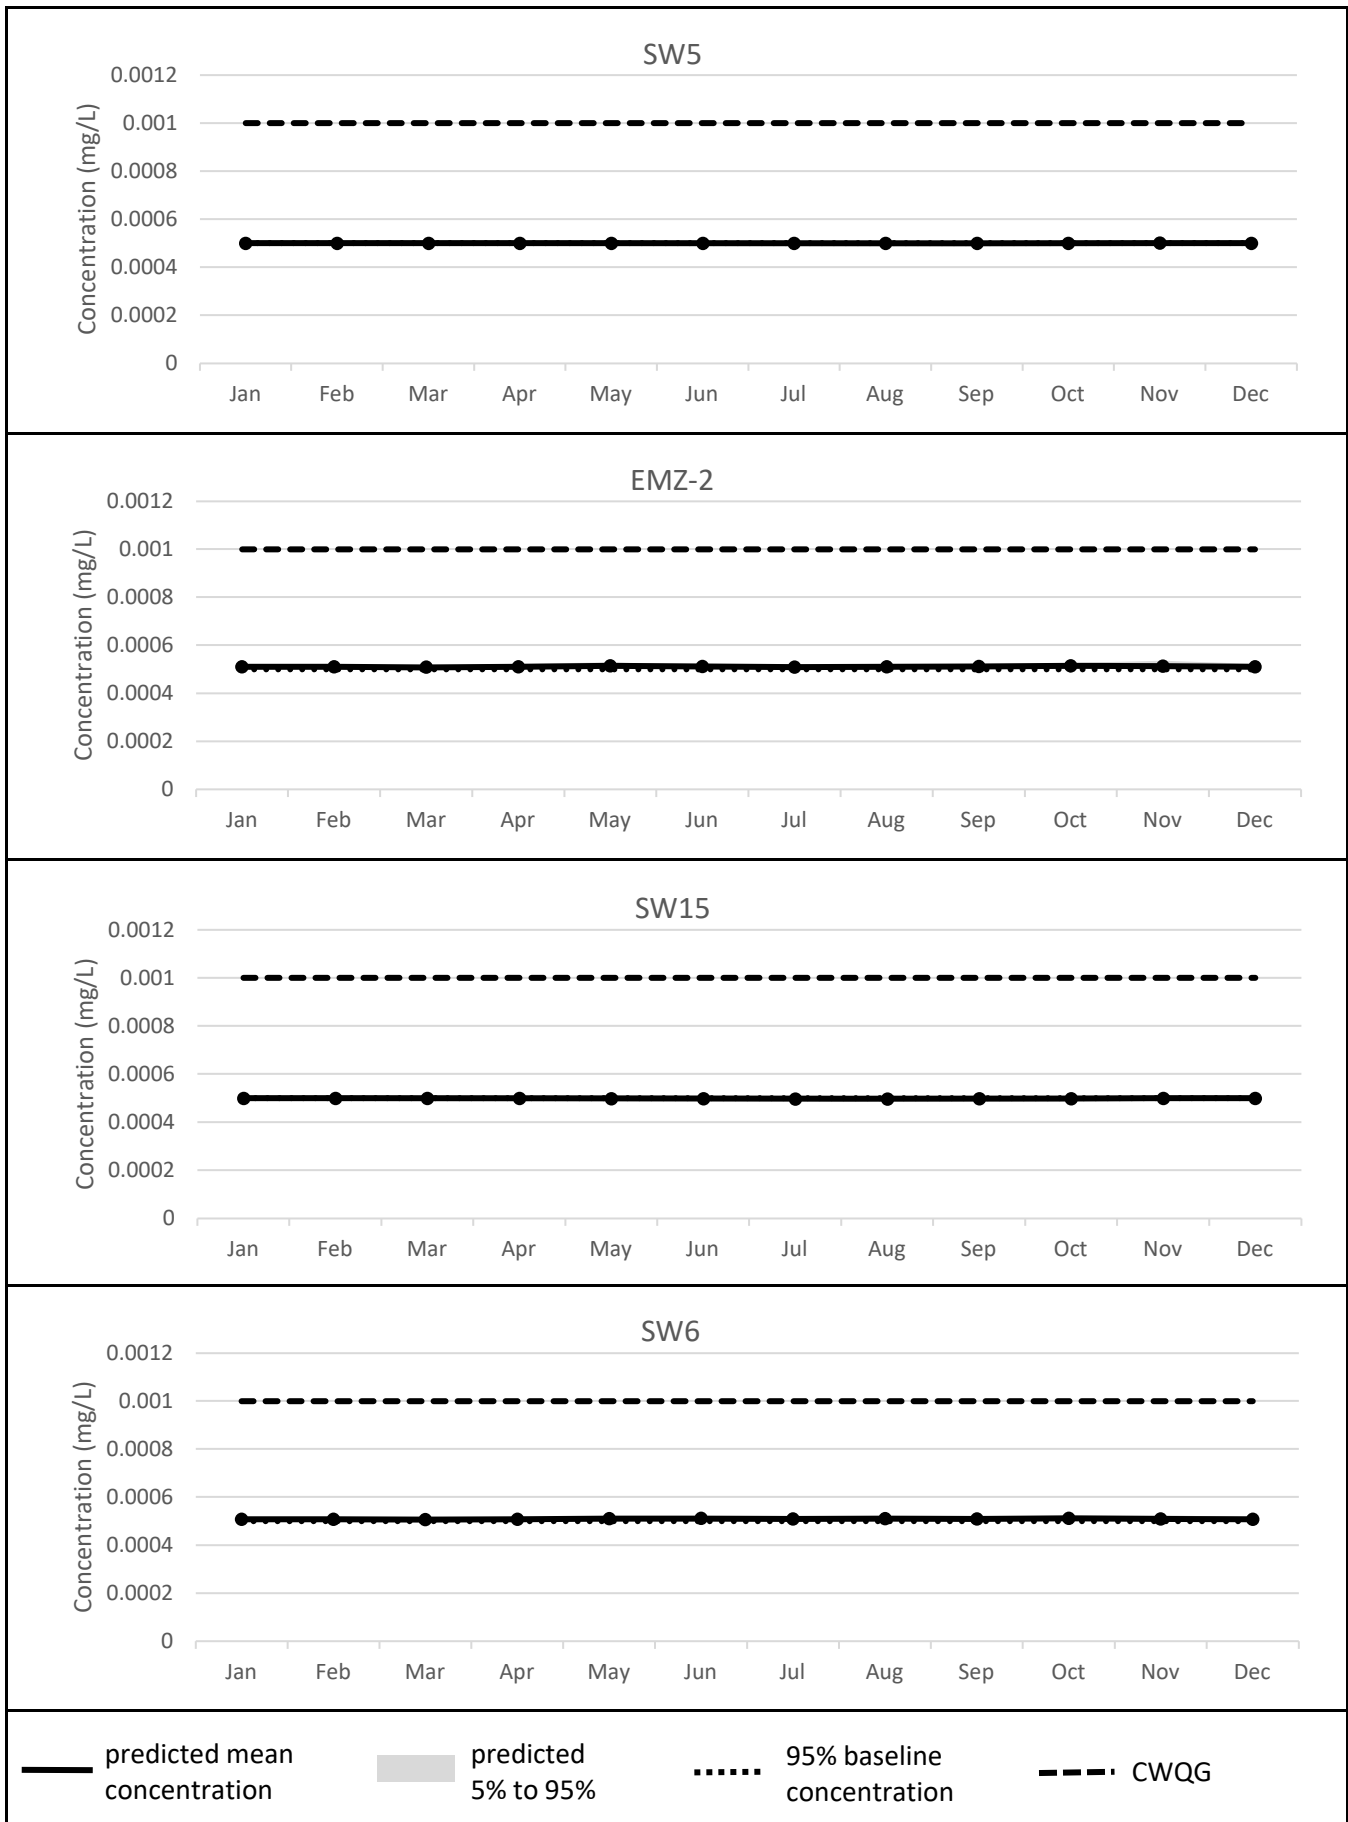 SW5
Concentration (mg/L)
0.0012
0.001
0.0008
0.0006
0.0004
0.0002
0
Jan Feb Mar Apr May Jun Jul Aug Sep Oct Nov Dec
EMZ-2
Concentration (mg/L)
0.0012
0.001
0.0008
0.0006
0.0004
0.0002
0
Jan Feb Mar Apr May Jun Jul Aug Sep Oct Nov Dec
SW15
Concentration (mg/L)
0.0012
0.001
0.0008
0.0006
0.0004
0.0002
0
Jan Feb Mar Apr May Jun Jul Aug Sep Oct Nov Dec
SW6
Concentration (mg/L)
0.0012
0.001
0.0008
0.0006
0.0004
0.0002
0
Jan Feb Mar Apr May Jun Jul Aug Sep Oct Nov Dec
predicted mean
concentration
predicted
5% to 95%
95% baseline
concentration
CWQG